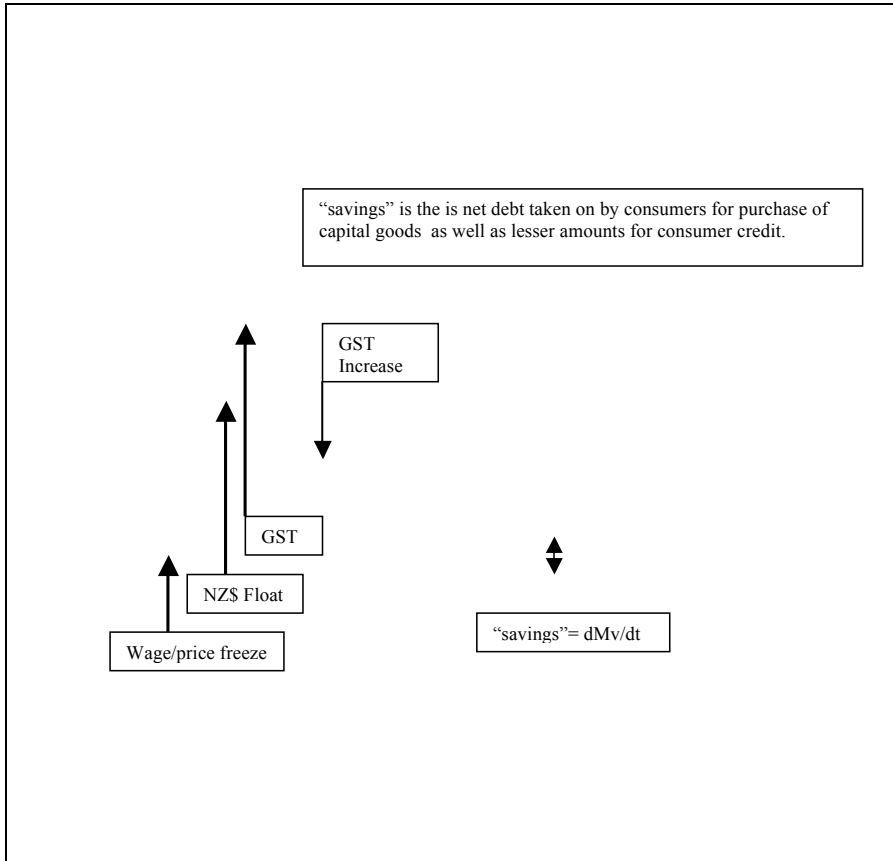 “savings” is the is net debt taken on by consumers for purchase of
capital goods  as well as lesser amounts for consumer credit.
GST
Increase
GST
NZ$ Float
“savings”= dMv/dt
Wage/price freeze